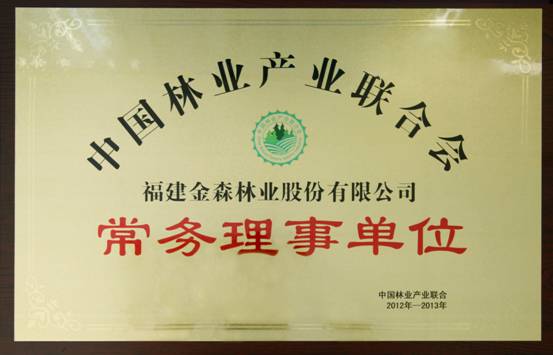 中国林业产业联合会
福建金森林业股份有限公司
常务理事单位
中国林业产业联合
2012年—2013年